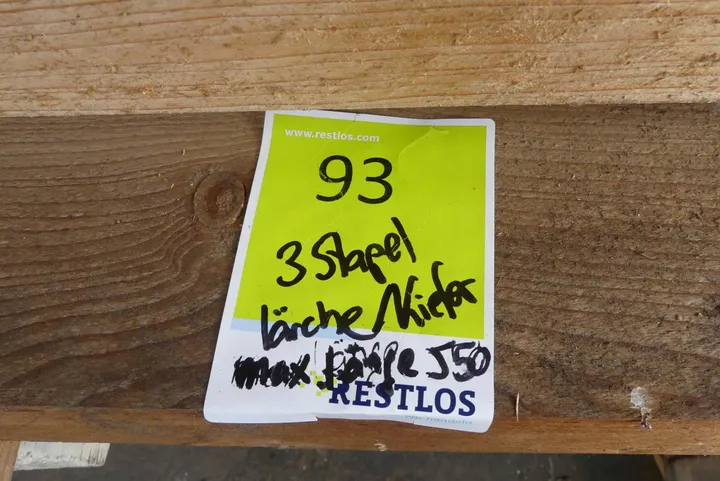 www.restlos.com
93
3 Stapel
lärche Kiefer
max länge 550
RESTLOS